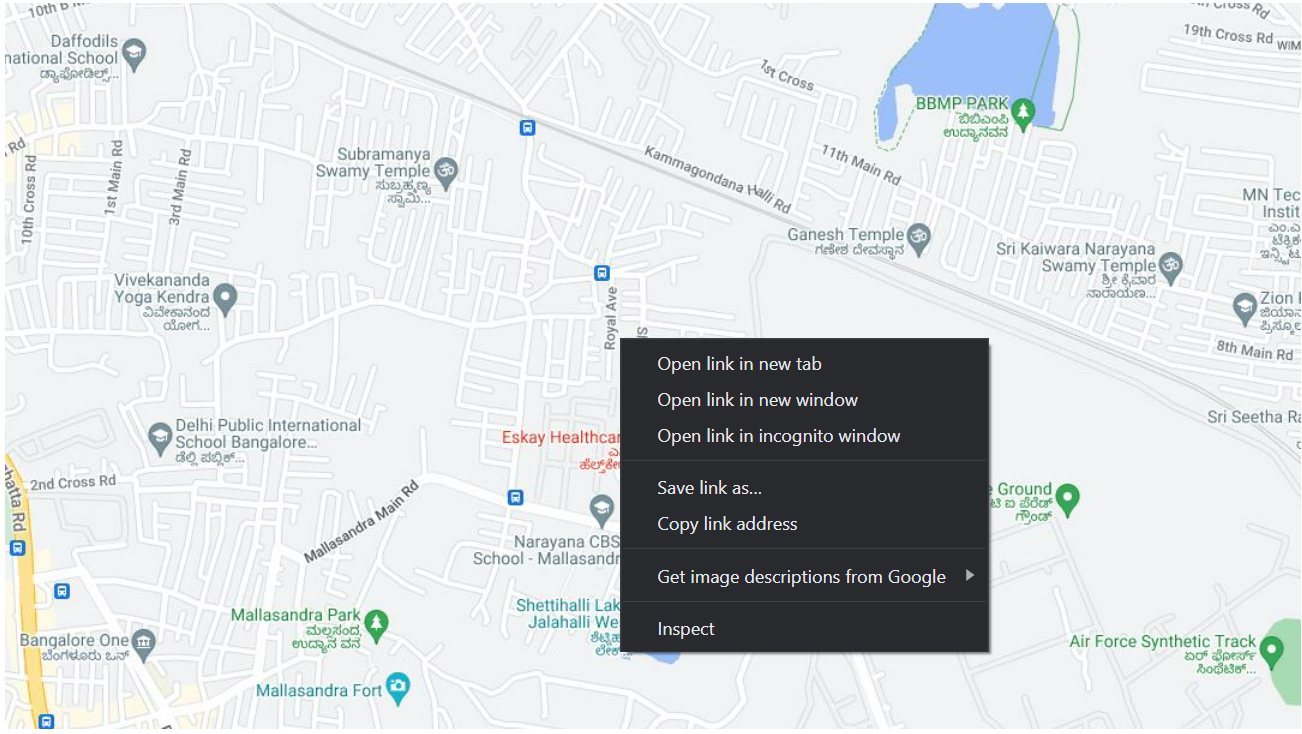 10th B M
Daffodils
national School
ಡ್ಯಾಫೋಡಿಲ್ಸ್...
Rd
10th Cross Rd
1st Main Rd
3rd Main Rd
Subramanya
Swamy Temple
ಸುಬ್ರಹ್ಮಣ್ಯ
ಸ್ವಾಮಿ...
1st Cross
Cross Rd
19th Cross Rd
WIM
BBMP PARK
ಬಿಬಿಎಂಪಿ
ಉದ್ಯಾನವನ
Kammagondana Halli Rd
11th Main Rd
MN Tec
Instit
ಎಂ.ಎ
Ganesh Temple
ಗಣೇಶ ದೇವಸ್ಥಾನ
Sri Kaiwara Narayana
Swamy Temple
ಶ್ರೀ ಕೈವಾರ
ನಾರಾಯಣ...
Vivekananda
Yoga Kendra
ವಿವೇಕಾನಂದ
ಯೋಗ...
Royal Ave
Zion
8th Main Rd
Open link in new tab
Open link in new window
Open link in incognito window
Save link as...
Copy link address
Get image descriptions from Google
Inspect
Delhi Public International
School Bangalore...
ಡೆಲ್ಲಿ ಪಬ್ಲಿಕ್...
Eskay Healthcar
Sri Seetha Ra
2nd Cross Rd
hatta Rd
Mallasandra Main Rd
Narayana CBS
School - Mallasandr
e Ground
ಟಿ ಐ ಪೆರೆಡ್
ಗ್ರೌಂಡ್
Shettihalli Lak
Jalahalli We
Mallasandra Park
ಮಲ್ಲಸಂದ್ರ
ಉದ್ಯಾನ ವನ
Bangalore One
ಬೆಂಗಳೂರು ಒನ್
Mallasandra Fort
Air Force Synthetic Track
ಏರ್ ಫೋರ್ಸ್
ಸಿಂಥೆಟಿಕ್...